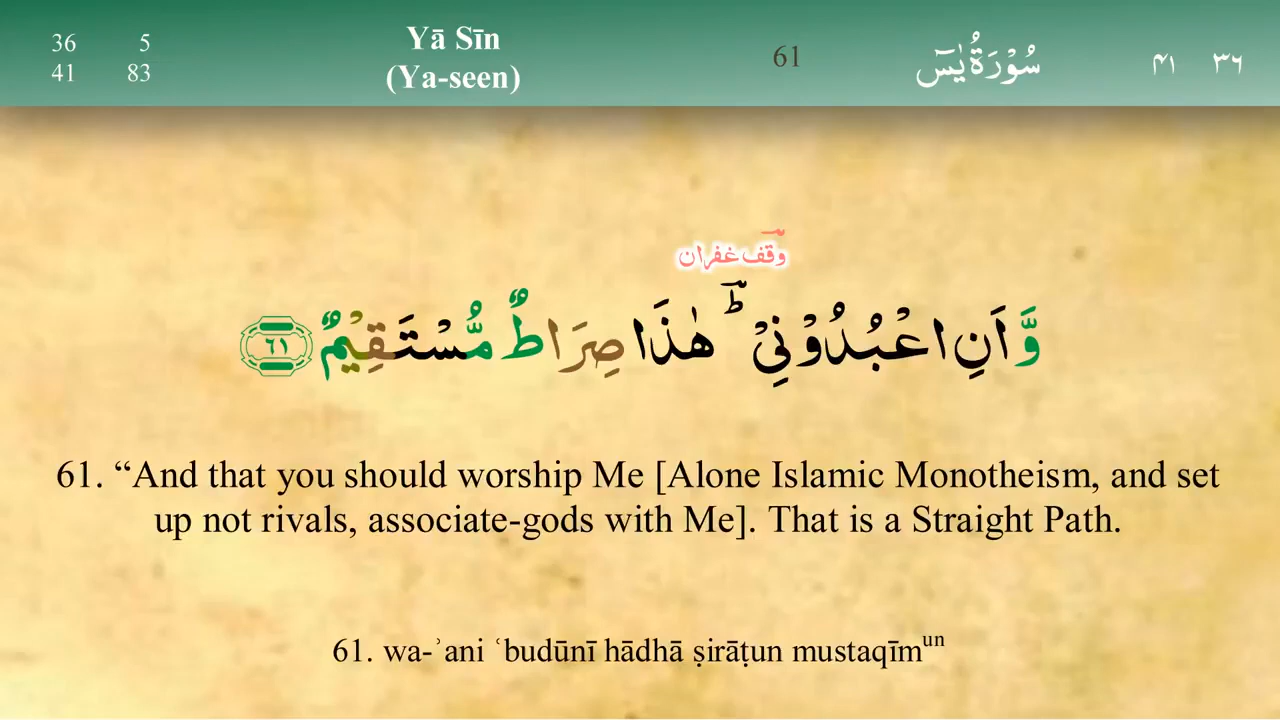 36 5 Yā Sīn 61 سُوْرَةُ يٰسٓ ٤١ ٣٦
41 83 (Ya-seen)
وقف غفران
وَّاَنِ اعْبُدُوْنِيْ ؕ هٰذَا صِرَاطٌ مُّسْتَقِيْمٌ ٦١
61. “And that you should worship Me [Alone Islamic Monotheism, and set
up not rivals, associate-gods with Me]. That is a Straight Path.
61. wa-ʾani ʿbudūnī hādhā ṣirāṭun mustaqīmun